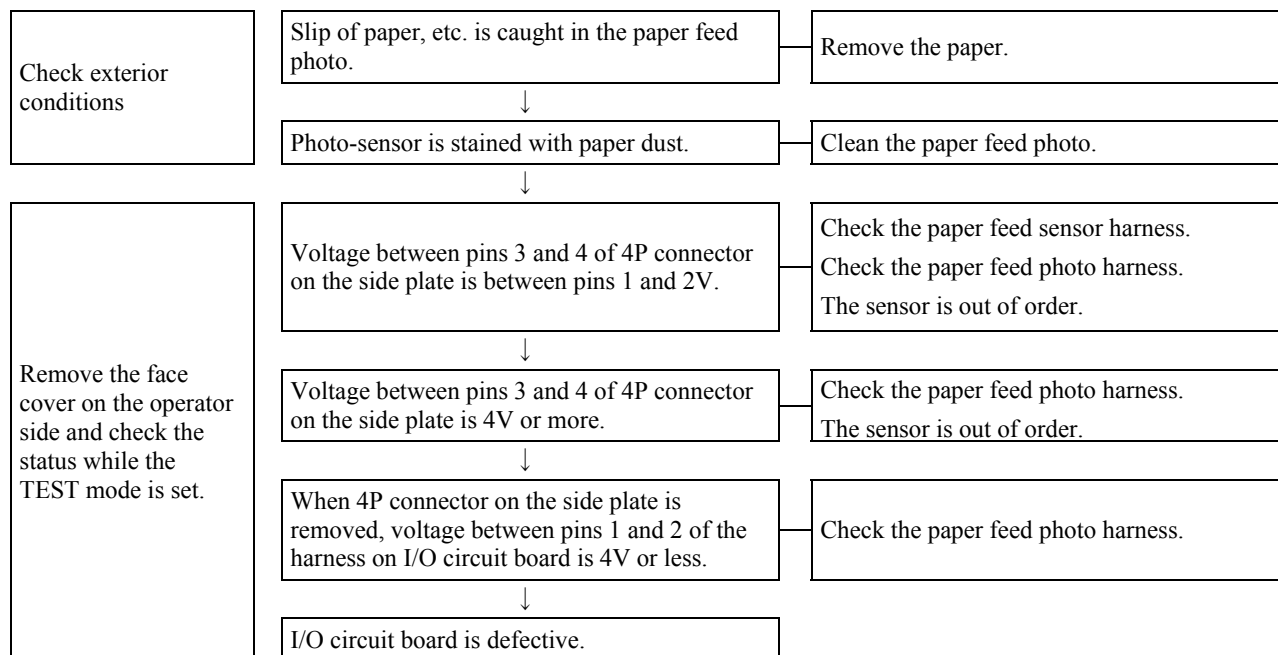 Check exterior
conditions
Slip of paper, etc. is caught in the paper feed
photo.
Remove the paper.
↓
Photo-sensor is stained with paper dust.
Clean the paper feed photo.
↓
Remove the face
cover on the operator
side and check the
status while the
TEST mode is set.
Voltage between pins 3 and 4 of 4P connector
on the side plate is between pins 1 and 2V.
Check the paper feed sensor harness.
Check the paper feed photo harness.
The sensor is out of order.
↓
Voltage between pins 3 and 4 of 4P connector
on the side plate is 4V or more.
Check the paper feed photo harness.
The sensor is out of order.
↓
When 4P connector on the side plate is
removed, voltage between pins 1 and 2 of the
harness on I/O circuit board is 4V or less.
Check the paper feed photo harness.
↓
I/O circuit board is defective.